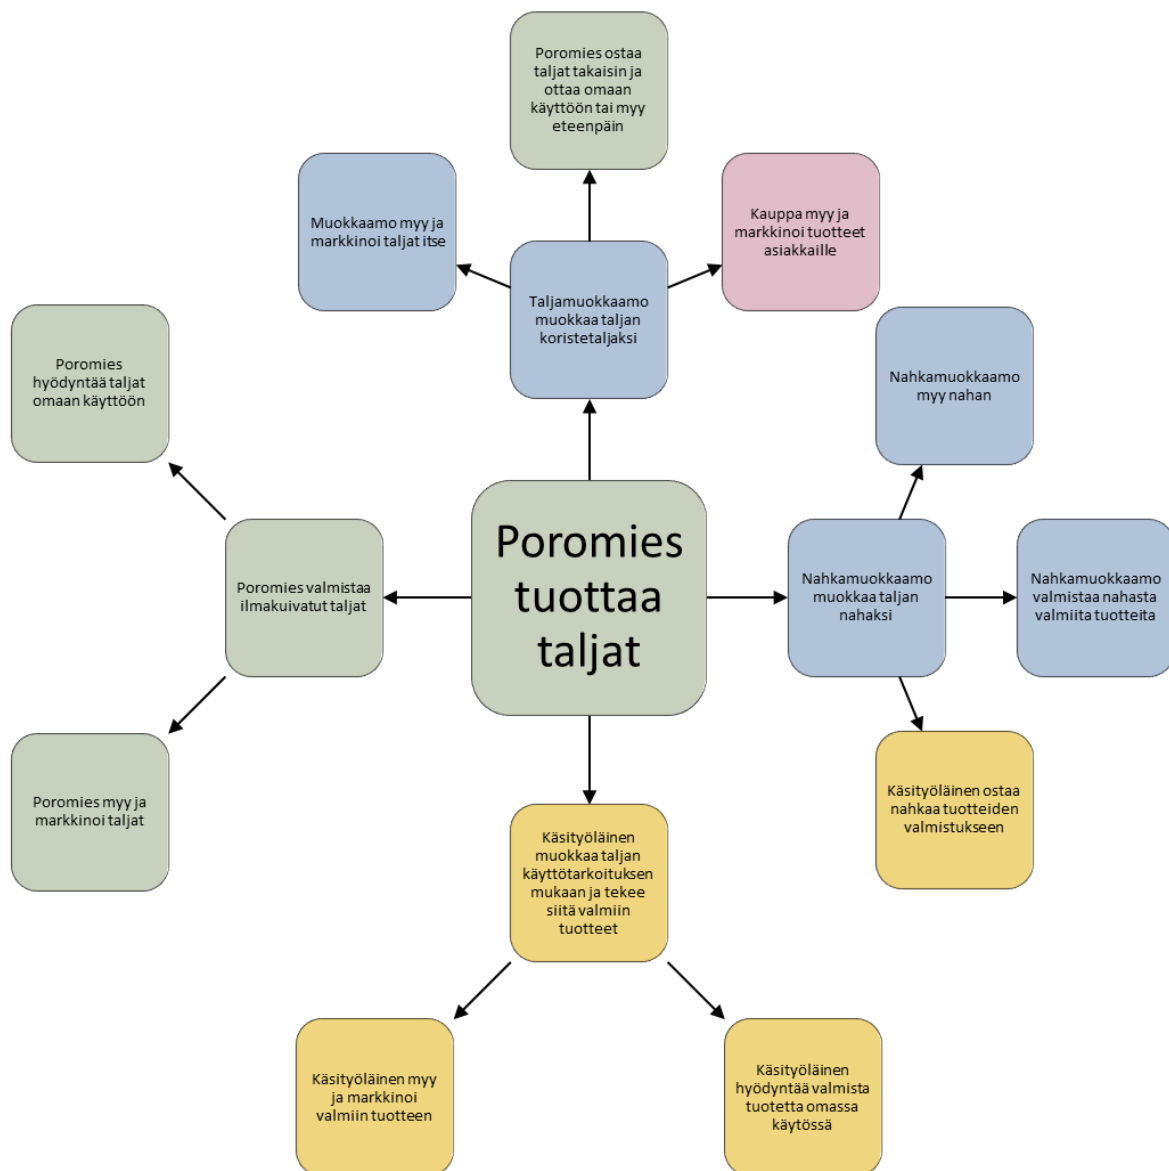 Poromies ostaa
taljat takaisin ja
ottaa omaan
käyttöön tai myy
eteenpäin
Muokkaamo myy ja
markkinoi taljat itse
Kauppa myy ja
markkinoi tuotteet
asiakkaille
Taljamuokkaamo
muokkaa taljan
koristetaljaksi
Poromies
hyödyntää taljat
omaan käyttöön
Nahkamuokkaamo
myy nahan
Poromies
tuottaa
taljat
Poromies valmistaa
ilmakuivatut taljat
Nahkamuokkaamo
muokkaa taljan
nahaksi
Nahkamuokkaamo
valmistaa nahasta
valmiita tuotteita
Poromies myy ja
markkinoi taljat
Käsityöläinen ostaa
nahkaa tuotteiden
valmistukseen
Käsityöläinen
muokkaa taljan
käyttötarkoituksen
mukaan ja tekee
siitä valmiin
tuotteet
Käsityöläinen myy
ja markkinoi
valmiin tuotteen
Käsityöläinen
hyödyntää valmista
tuotetta omassa
käytössä